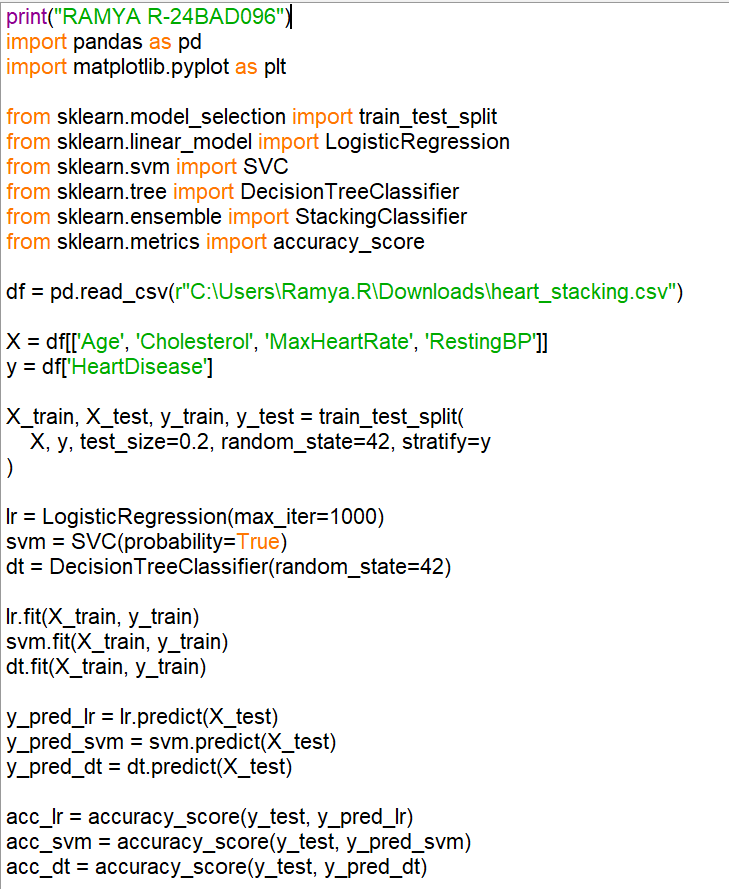 print("RAMYA R-24BAD096")
import pandas as pd
import matplotlib.pyplot as plt
from sklearn.model_selection import train_test_split
from sklearn.linear_model import LogisticRegression
from sklearn.svm import SVC
from sklearn.tree import DecisionTreeClassifier
from sklearn.ensemble import StackingClassifier
from sklearn.metrics import accuracy_score
df = pd.read_csv(r"C:\Users\Ramya.R\Downloads\heart_stacking.csv")
X = df[['Age', 'Cholesterol', 'MaxHeartRate', 'RestingBP']]
y = df['HeartDisease']
X_train, X_test, y_train, y_test = train_test_split(
    X, y, test_size=0.2, random_state=42, stratify=y
)
lr = LogisticRegression(max_iter=1000)
svm = SVC(probability=True)
dt = DecisionTreeClassifier(random_state=42)
lr.fit(X_train, y_train)
svm.fit(X_train, y_train)
dt.fit(X_train, y_train)
y_pred_lr = lr.predict(X_test)
y_pred_svm = svm.predict(X_test)
y_pred_dt = dt.predict(X_test)
acc_lr = accuracy_score(y_test, y_pred_lr)
acc_svm = accuracy_score(y_test, y_pred_svm)
acc_dt = accuracy_score(y_test, y_pred_dt)